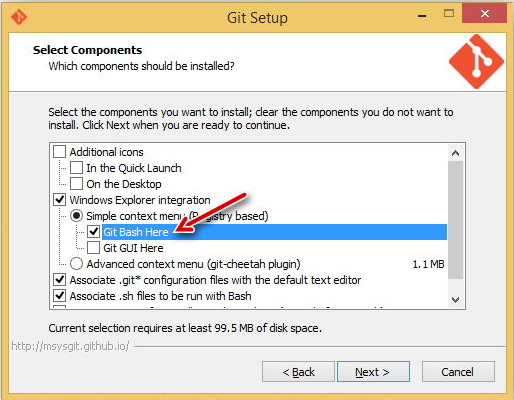 Git Setup
Select Components
Which components should be installed?
Select the components you want to install; clear the components you do not want to
install. Click Next when you are ready to continue.
Additional icons
In the Quick Launch
On the Desktop
Windows Explorer integration
Simple context menu (Registry based)
Git Bash Here
Git GUI Here
Advanced context menu (git-cheetah plugin) 1.1 MB
Associate .git* configuration files with the default text editor
Associate .sh files to be run with Bash
Current selection requires at least 99.5 MB of disk space.
http://msysgit.github.io/
< Back Next > Cancel